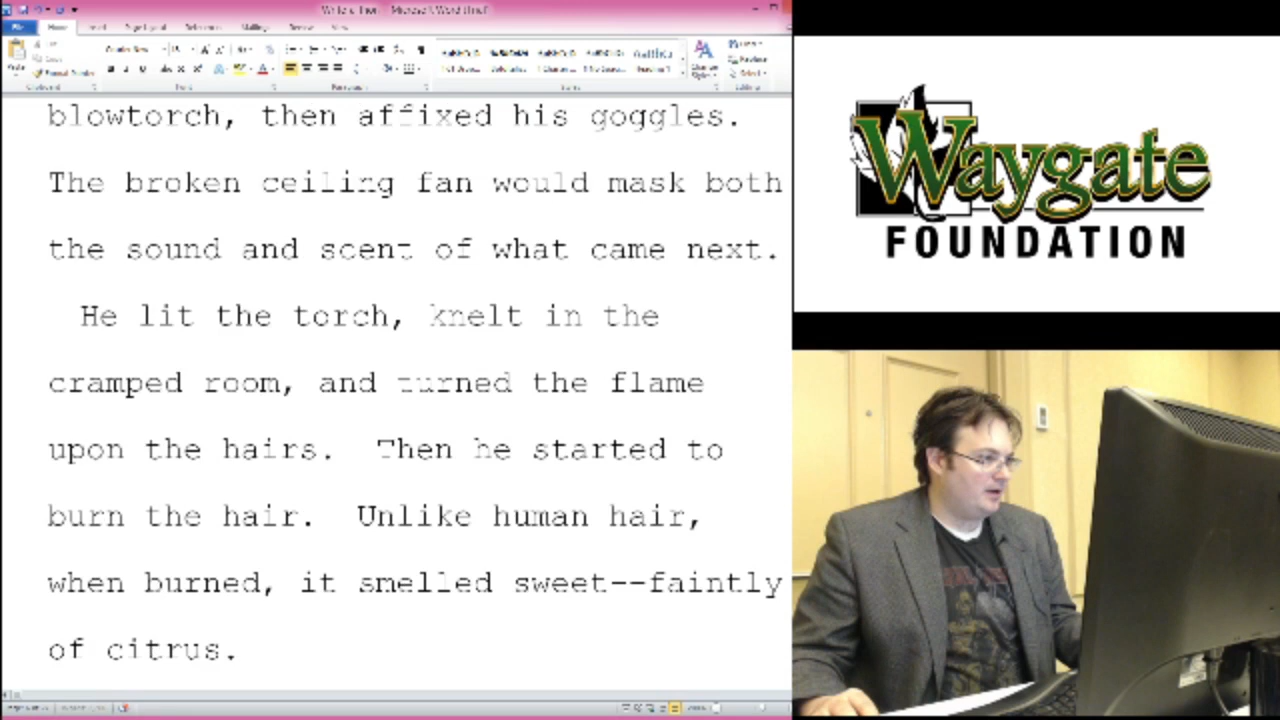 Microsoft Word
blowtorch, then affixed his goggles.
The broken ceiling fan would mask both
the sound and scent of what came next.
He lit the torch, knelt in the
cramped room, and turned the flame
upon the hairs.  Then he started to
burn the hair.  Unlike human hair,
when burned, it smelled sweet--faintly
of citrus.
Waygate
FOUNDATION